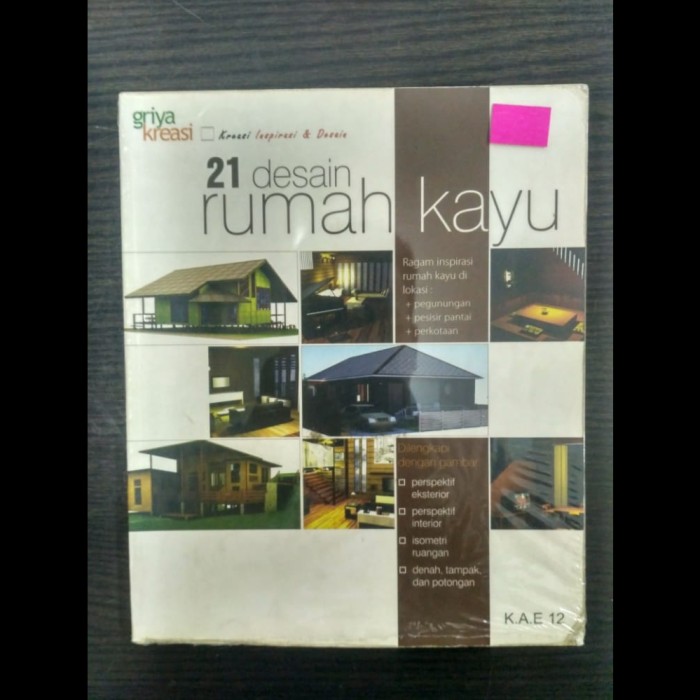 griya
kreasi
Kreasi Inspirasi & Desain
21 desain
rumah kayu
Ragam inspirasi
rumah kayu di
lokasi :
+ pegunungan
+ pesisir pantai
+ perkotaan
Dilengkapi
dengan gambar
perspektif
eksterior
perspektif
interior
isometri
ruangan
denah, tampak,
dan potongan
K.A.E 12